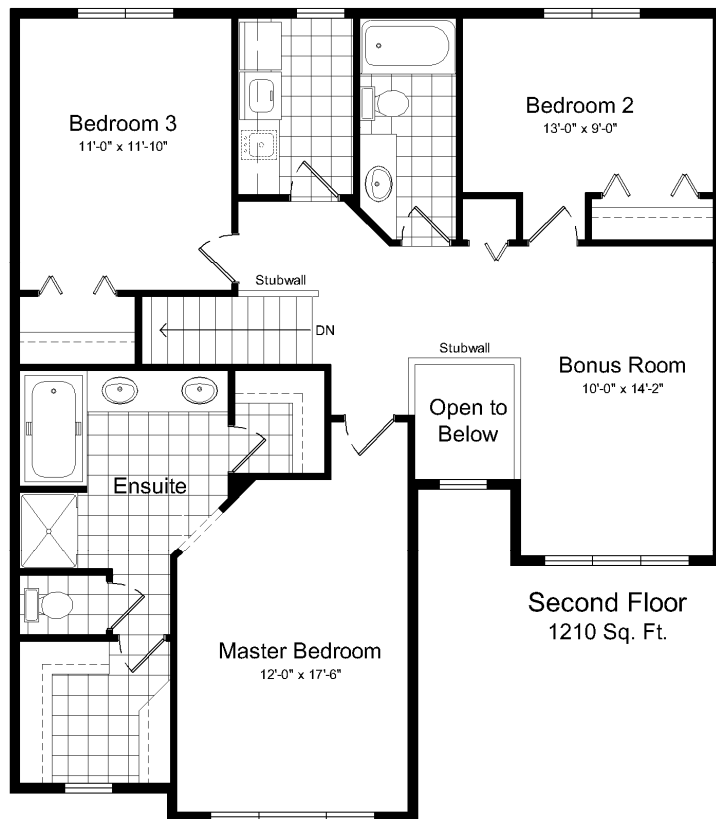 Bedroom 3
11'-0" x 11'-10"
Bedroom 2
13'-0" x 9'-0"
Stubwall
DN
Stubwall
Bonus Room
10'-0" x 14'-2"
Open to
Below
Ensuite
Second Floor
1210 Sq. Ft.
Master Bedroom
12'-0" x 17'-6"